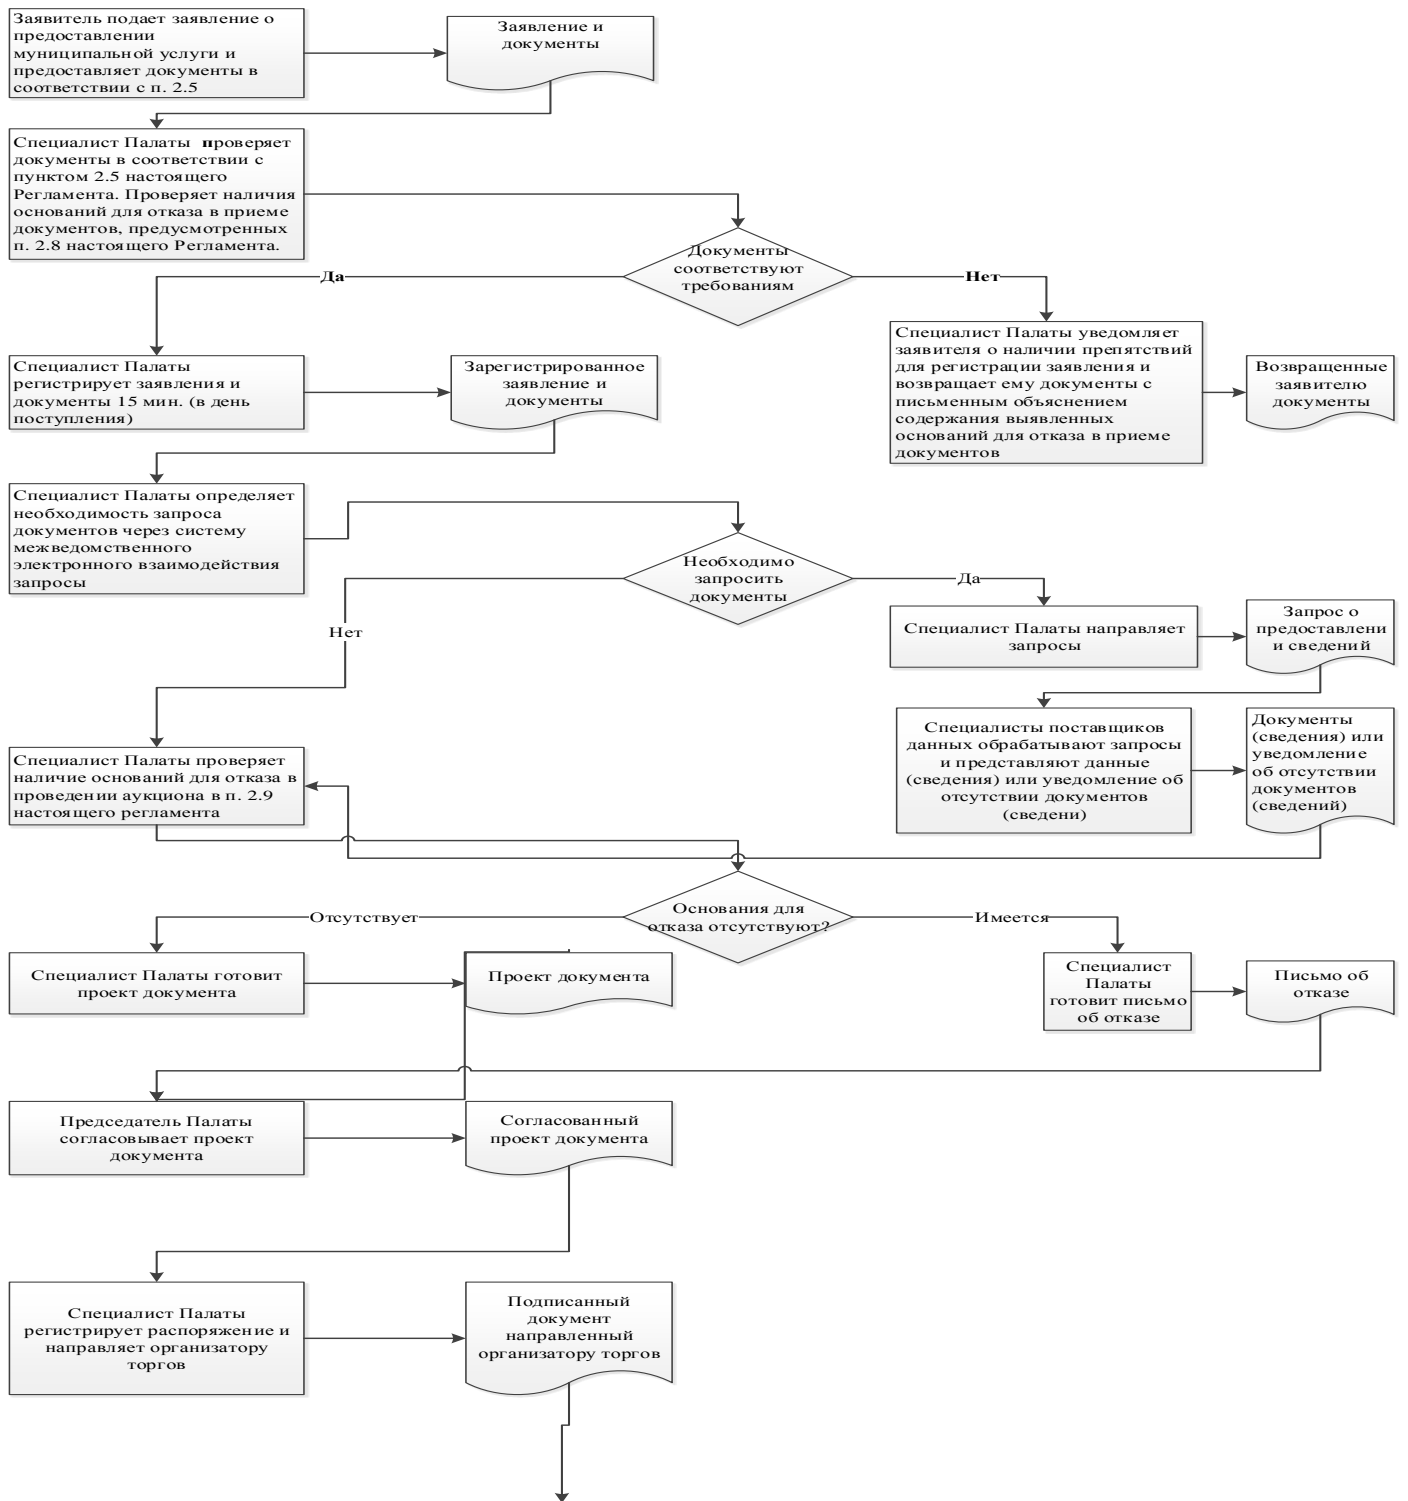 Заявитель подает заявление о
предоставлении
муниципальной услуги и
предоставляет документы в
соответствии с п. 2.5
Заявление и
документы
Специалист Палаты проверяет
документы в соответствии с
пунктом 2.5 настоящего
Регламента. Проверяет наличия
оснований для отказа в приеме
документов, предусмотренных
п. 2.8 настоящего Регламента.
Документы
соответствуют
требованиям
Да
Нет
Специалист Палаты
регистрирует заявления и
документы 15 мин. (в день
поступления)
Зарегистрированное
заявление и
документы
Специалист Палаты уведомляет
заявителя о наличии препятствий
для регистрации заявления и
возвращает ему документы с
письменным объяснением
содержания выявленных
оснований для отказа в приеме
документов
Возвращенные
заявителю
документы
Специалист Палаты определяет
необходимость запроса
документов через систему
межведомственного
электронного взаимодействия
запросы
Необходимо
запросить
документы
Да
Нет
Специалист Палаты направляет
запросы
Запрос о
предоставлени
и сведений
Специалисты поставщиков
данных обрабатывают запросы
и представляют данные
(сведения) или уведомление об
отсутствии документов
(сведени)
Документы
(сведения) или
уведомление
об отсутствии
документов
(сведений)
Специалист Палаты проверяет
наличие оснований для отказа в
проведении аукциона в п. 2.9
настоящего регламента
Основания для
отказа отсутствуют?
Отсутствует
Имеется
Специалист Палаты готовит
проект документа
Проект документа
Специалист
Палаты
готовит письмо
об отказе
Письмо об
отказе
Председатель Палаты
согласовывает проект
документа
Согласованный
проект документа
Специалист Палаты
регистрирует распоряжение и
направляет организатору
торгов
Подписанный
документ
направленный
организатору торгов